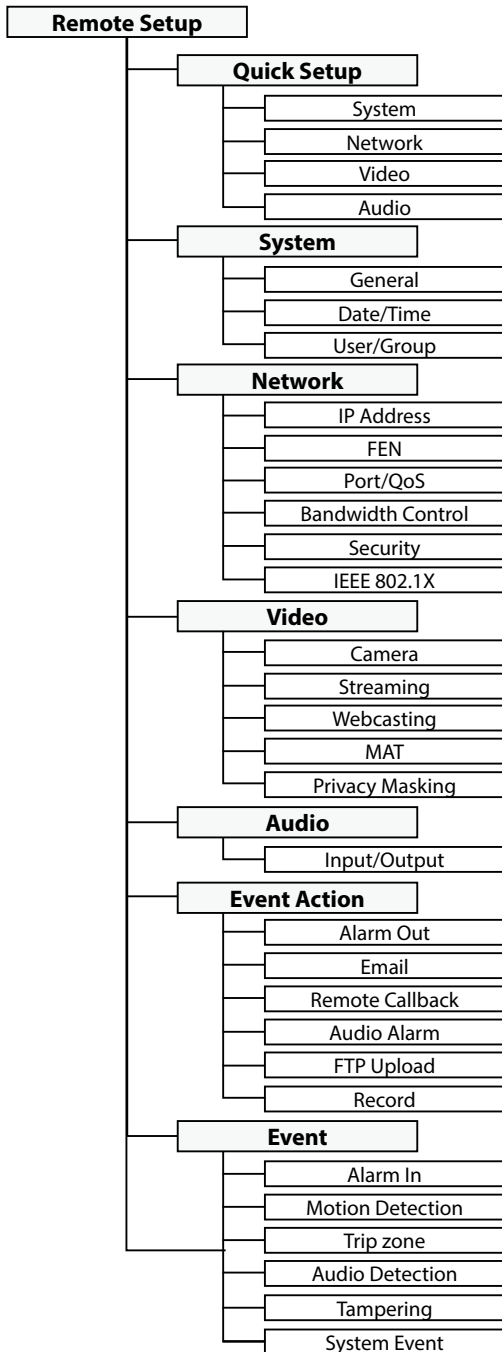 Remote Setup
Quick Setup
System
Network
Video
Audio
System
General
Date/Time
User/Group
Network
IP Address
FEN
Port/QoS
Bandwidth Control
Security
IEEE 802.1X
Video
Camera
Streaming
Webcasting
MAT
Privacy Masking
Audio
Input/Output
Event Action
Alarm Out
Email
Remote Callback
Audio Alarm
FTP Upload
Record
Event
Alarm In
Motion Detection
Trip zone
Audio Detection
Tampering
System Event